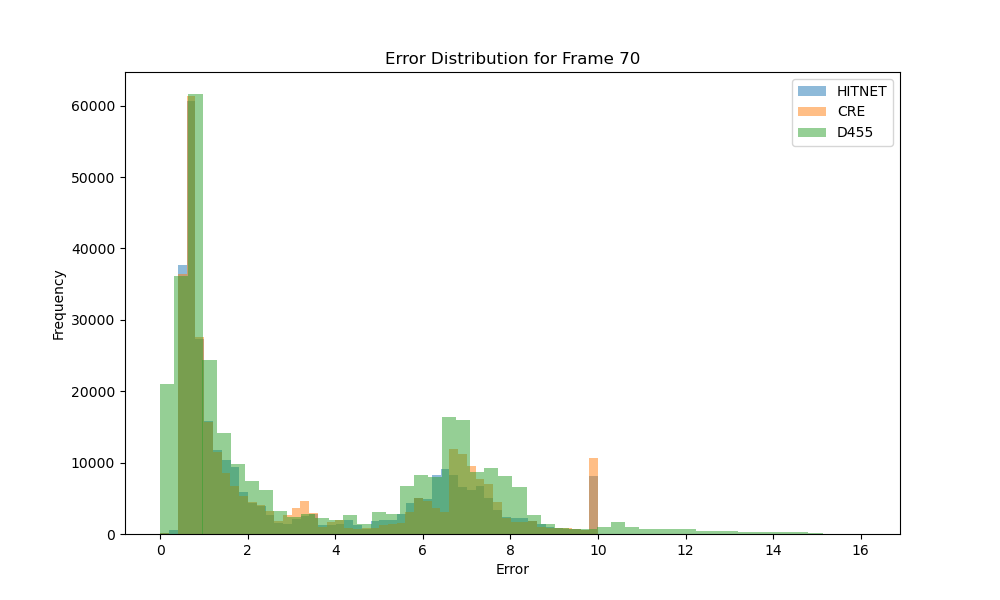 Error Distribution for Frame 70
HITNET
CRE
D455
60000
50000
40000
30000
20000
10000
0
Frequency
0 2 4 6 8 10 12 14 16
Error